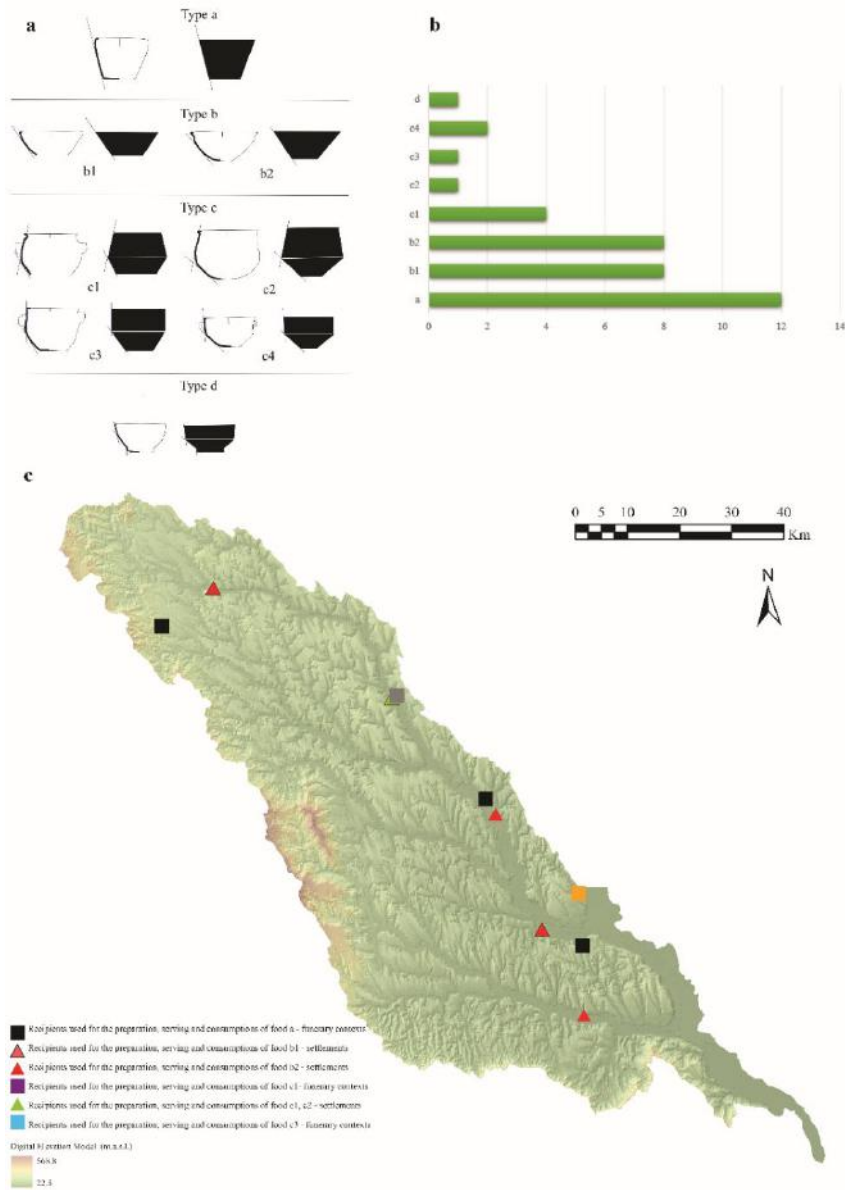 a
Type a
Type b
b1
b2
Type c
c1
c2
c3
c4
Type d
b
d
c4
c3
c2
c1
b2
b1
a
0 2 4 6 8 10 12 14
c
0 5 10 20 30 40
Km
N
Recipients used for the preparation, serving and consumptions of food a - funerary contexts
Recipients used for the preparation, serving and consumptions of food b1 - settlements
Recipients used for the preparation, serving and consumptions of food b2 - settlements
Recipients used for the preparation, serving and consumptions of food c1- funerary contexts
Recipients used for the preparation, serving and consumptions of food c1, c2 - settlements
Recipients used for the preparation, serving and consumptions of food c3 - funerary contexts
Digital Elevation Model (m.a.s.l.)
568.8
22.8